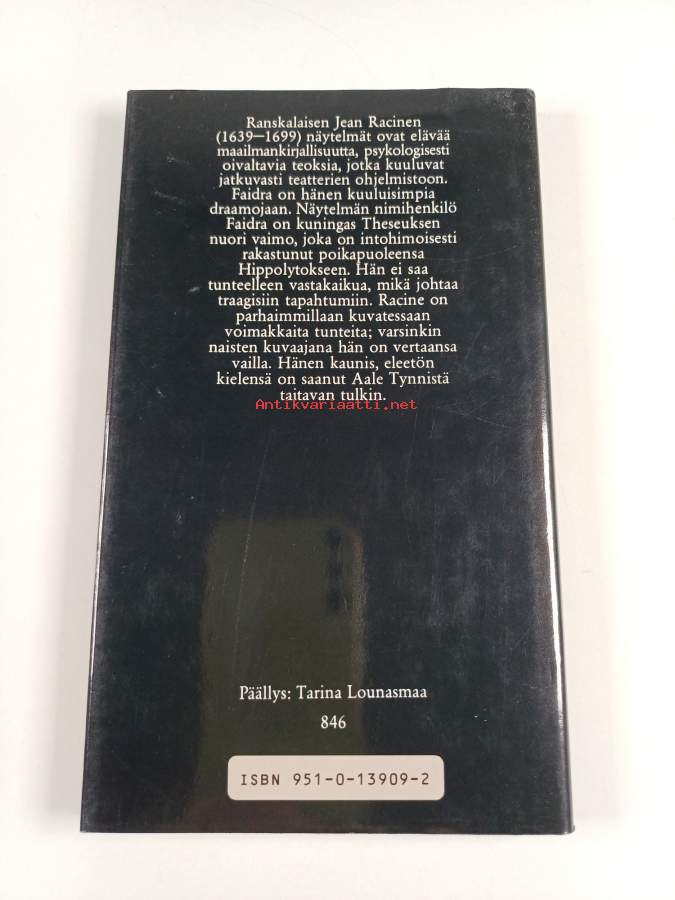 Ranskalaisen Jean Racinen
(1639—1699) näytelmät ovat elävää
maailmankirjallisuutta, psykologisesti
oivaltavia teoksia, jotka kuuluvat
jatkuvasti teatterien ohjelmistoon.
Faidra on hänen kuuluisimpia
draamojaan. Näytelmän nimihenkilö
Faidra on kuningas Theseuksen
nuori vaimo, joka on intohimoisesti
rakastunut poikapuoleensa
Hippolytokseen. Hän ei saa
tunteelleen vastakaikua, mikä johtaa
traagisiin tapahtumiin. Racine on
parhaimmillaan kuvatessaan
voimakkaita tunteita; varsinkin
naisten kuvaajana hän on vertaansa
vailla. Hänen kaunis, eleetön
kielensä on saanut Aale Tynnistä
taitavan tulkin.
Antikvariaatti.net
Päällys: Tarina Lounasmaa
846
ISBN 951-0-13909-2